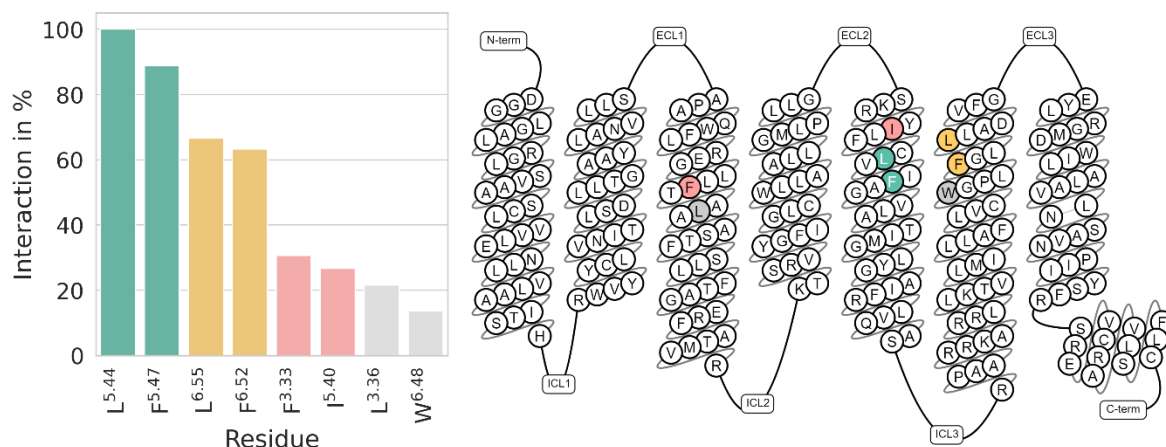 Interaction in %
100
80
60
40
20
0
L5.44
F5.47
L6.55
F6.52
F3.33
I5.40
L3.36
W6.48
Residue
N-term
ECL1
ECL2
ECL3
G G D
L A G L
L G R
A A V S
L C S
E L V V
L L N
A A L V
S T I
H
ICL1
L L S
L A N V
A A Y
L L T G
L S D
V N I T
Y C L
R W V Y
A P A
L F W Q
G E R
T F L L
A L A
F T S A
L L S
G A T F
F R E
V M T A
R
ICL2
L L G
G M L P
A L L
W L L A
G L C
Y G F I
S R V
K T
R K S
F L I Y
V L C
G A F I
A L V
G M I T
G Y L
R F I A
Q V L
S A
ICL3
V F G
L L A D
F G L
W G P L
L V C
L L A F
L M I
L K T V
R R L
R R K A
P A A
R
L Y E
D M G R
L I W
V A L A
N L
N V A S
I I P
R F S Y
S V V F
R C L L
E R S C
A
C-term